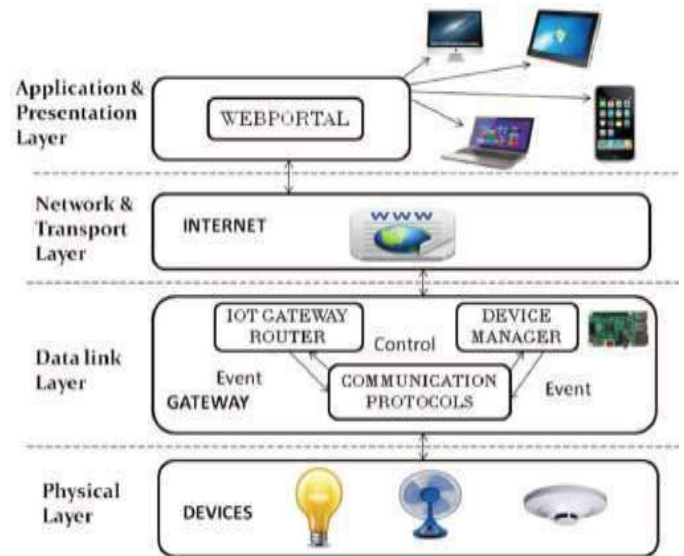 Application &
Presentation
Layer
WEBPORTAL
Network &
Transport
Layer
INTERNET
WWW
Data link
Layer
IOT GATEWAY
ROUTER
DEVICE
MANAGER
Control
Event
COMMUNICATION
PROTOCOLS
Event
GATEWAY
Physical
Layer
DEVICES